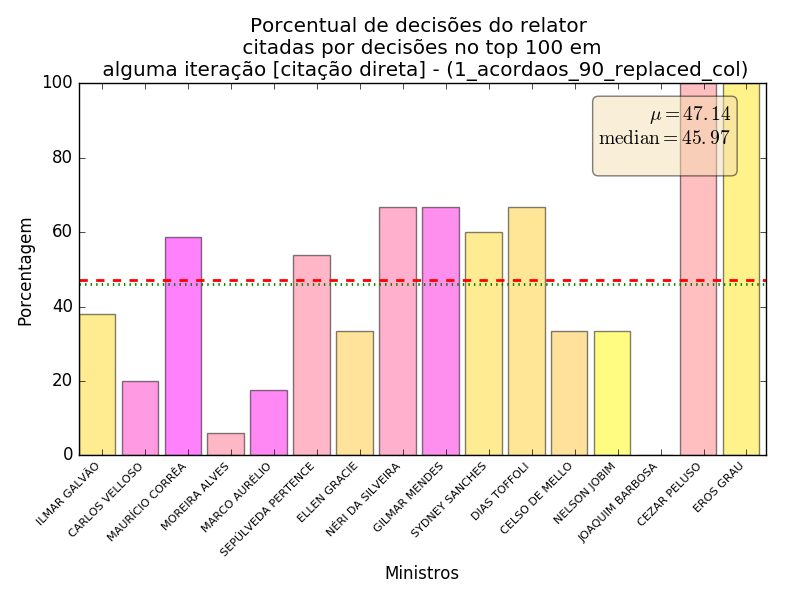 Porcentual de decisões do relator
citadas por decisões no top 100 em
alguma iteração [citação direta] - (1_acordaos_90_replaced_col)
100
80
60
40
20
0
Porcentagem
μ = 47.14
median = 45.97
ILMAR GALVÃO
CARLOS VELLOSO
MAURÍCIO CORRÊA
MOREIRA ALVES
MARCO AURÉLIO
SEPÚLVEDA PERTENCE
ELLEN GRACIE
NÉRI DA SILVEIRA
GILMAR MENDES
SYDNEY SANCHES
DIAS TOFFOLI
CELSO DE MELLO
NELSON JOBIM
JOAQUIM BARBOSA
CEZAR PELUSO
EROS GRAU
Ministros